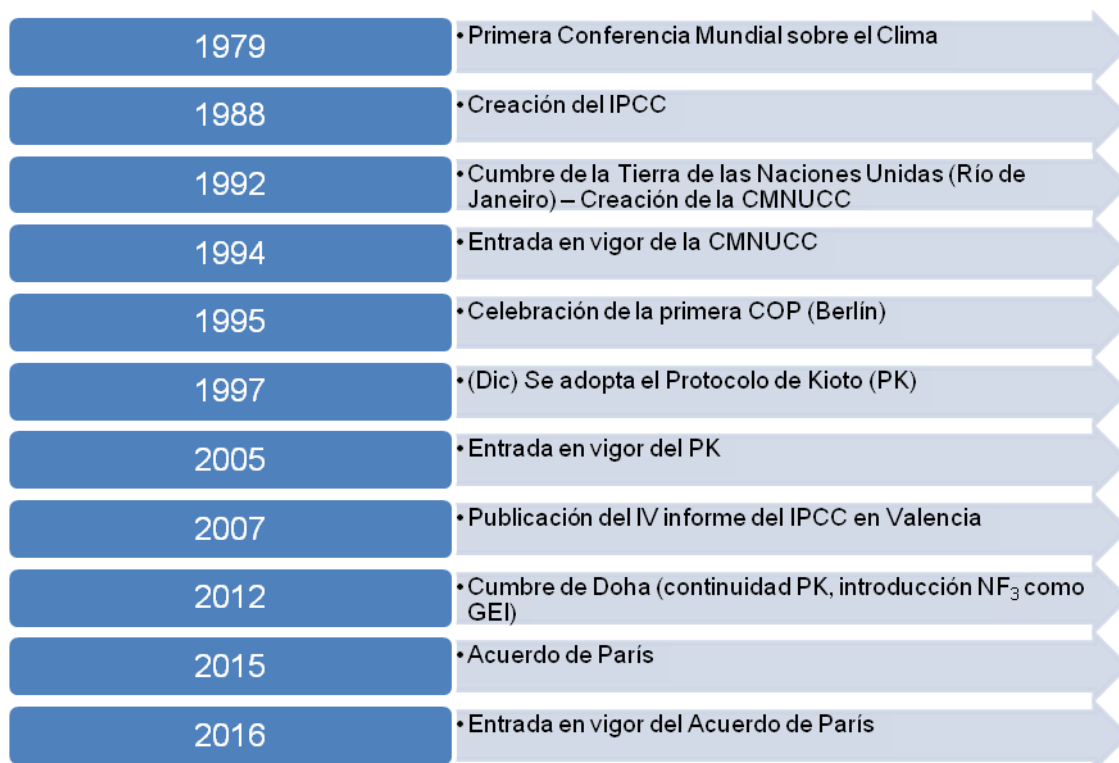 1979
• Primera Conferencia Mundial sobre el Clima
1988
• Creación del IPCC
1992
• Cumbre de la Tierra de las Naciones Unidas (Río de
Janeiro) – Creación de la CMNUCC
1994
• Entrada en vigor de la CMNUCC
1995
• Celebración de la primera COP (Berlín)
1997
• (Dic) Se adopta el Protocolo de Kioto (PK)
2005
• Entrada en vigor del PK
2007
• Publicación del IV informe del IPCC en Valencia
2012
• Cumbre de Doha (continuidad PK, introducción NF₃ como
GEI)
2015
• Acuerdo de París
2016
• Entrada en vigor del Acuerdo de París